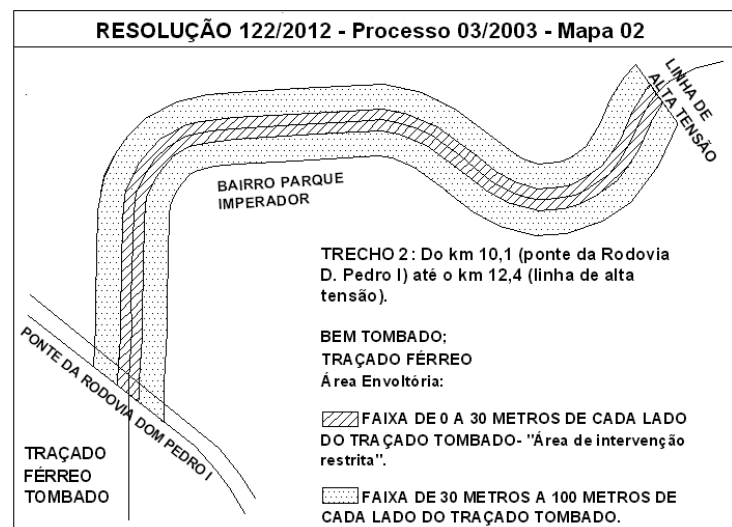 RESOLUÇÃO 122/2012 - Processo 03/2003 - Mapa 02
LINHA DE
ALTA TENSÃO
BAIRRO PARQUE
IMPERADOR
TRECHO 2: Do km 10,1 (ponte da Rodovia
D. Pedro I) até o km 12,4 (linha de alta
tensão).
BEM TOMBADO;
TRAÇADO FÉRREO
Área Envoltória:
FAIXA DE 0 A 30 METROS DE CADA LADO
DO TRAÇADO TOMBADO- "Área de intervenção
restrita".
FAIXA DE 30 METROS A 100 METROS DE
CADA LADO DO TRAÇADO TOMBADO.
PONTE DA RODOVIA DOM PEDRO I
TRAÇADO
FÉRREO
TOMBADO